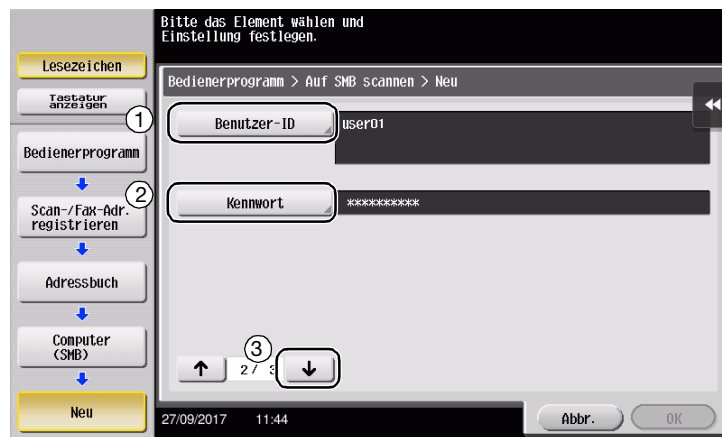 Bitte das Element wählen und
Einstellung festlegen.
Lesezeichen
Tastatur
anzeigen
Bedienerprogramm
Scan-/Fax-Adr.
registrieren
Adressbuch
Computer
(SMB)
Neu
Bedienerprogramm > Auf SMB scannen > Neu
1
Benutzer-ID
user01
2
Kennwort
**********
3
↑ 2/ 3 ↓
27/09/2017 11:44
Abbr.
OK